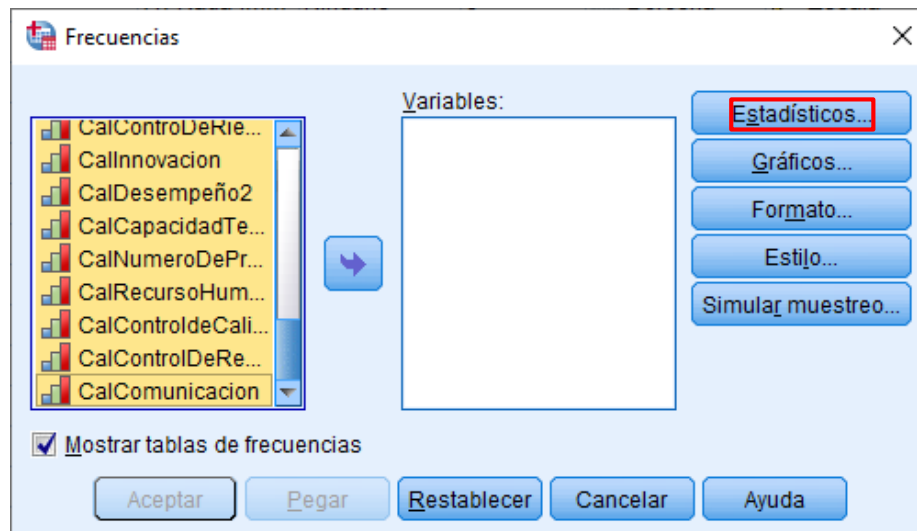 Frecuencias
Variables:
CalControDeRie...
CalInnovacion
CalDesempeño2
CalCapacidadTe...
CalNumeroDePr...
CalRecursoHum...
CalControldeCali...
CalControlDeRe...
CalComunicacion
Estadísticos...
Gráficos...
Formato...
Estilo...
Simular muestreo...
Mostrar tablas de frecuencias
Aceptar Pegar Restablecer Cancelar Ayuda